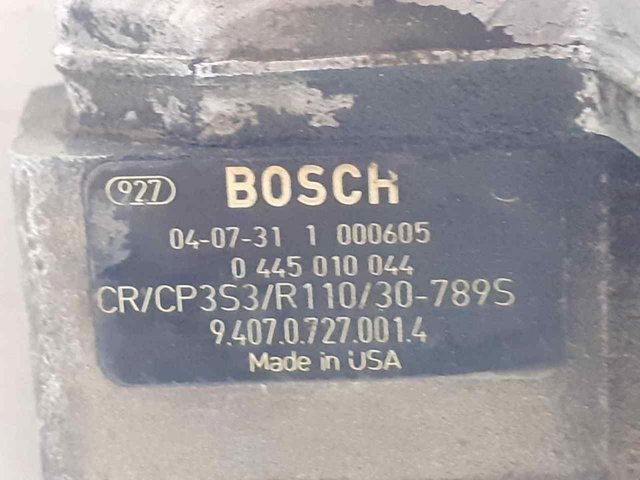 927 BOSCH
04-07-31 1 000605
0 445 010 044
CR/CP3S3/R110/30-789S
9.407.0.727.001.4
Made in USA